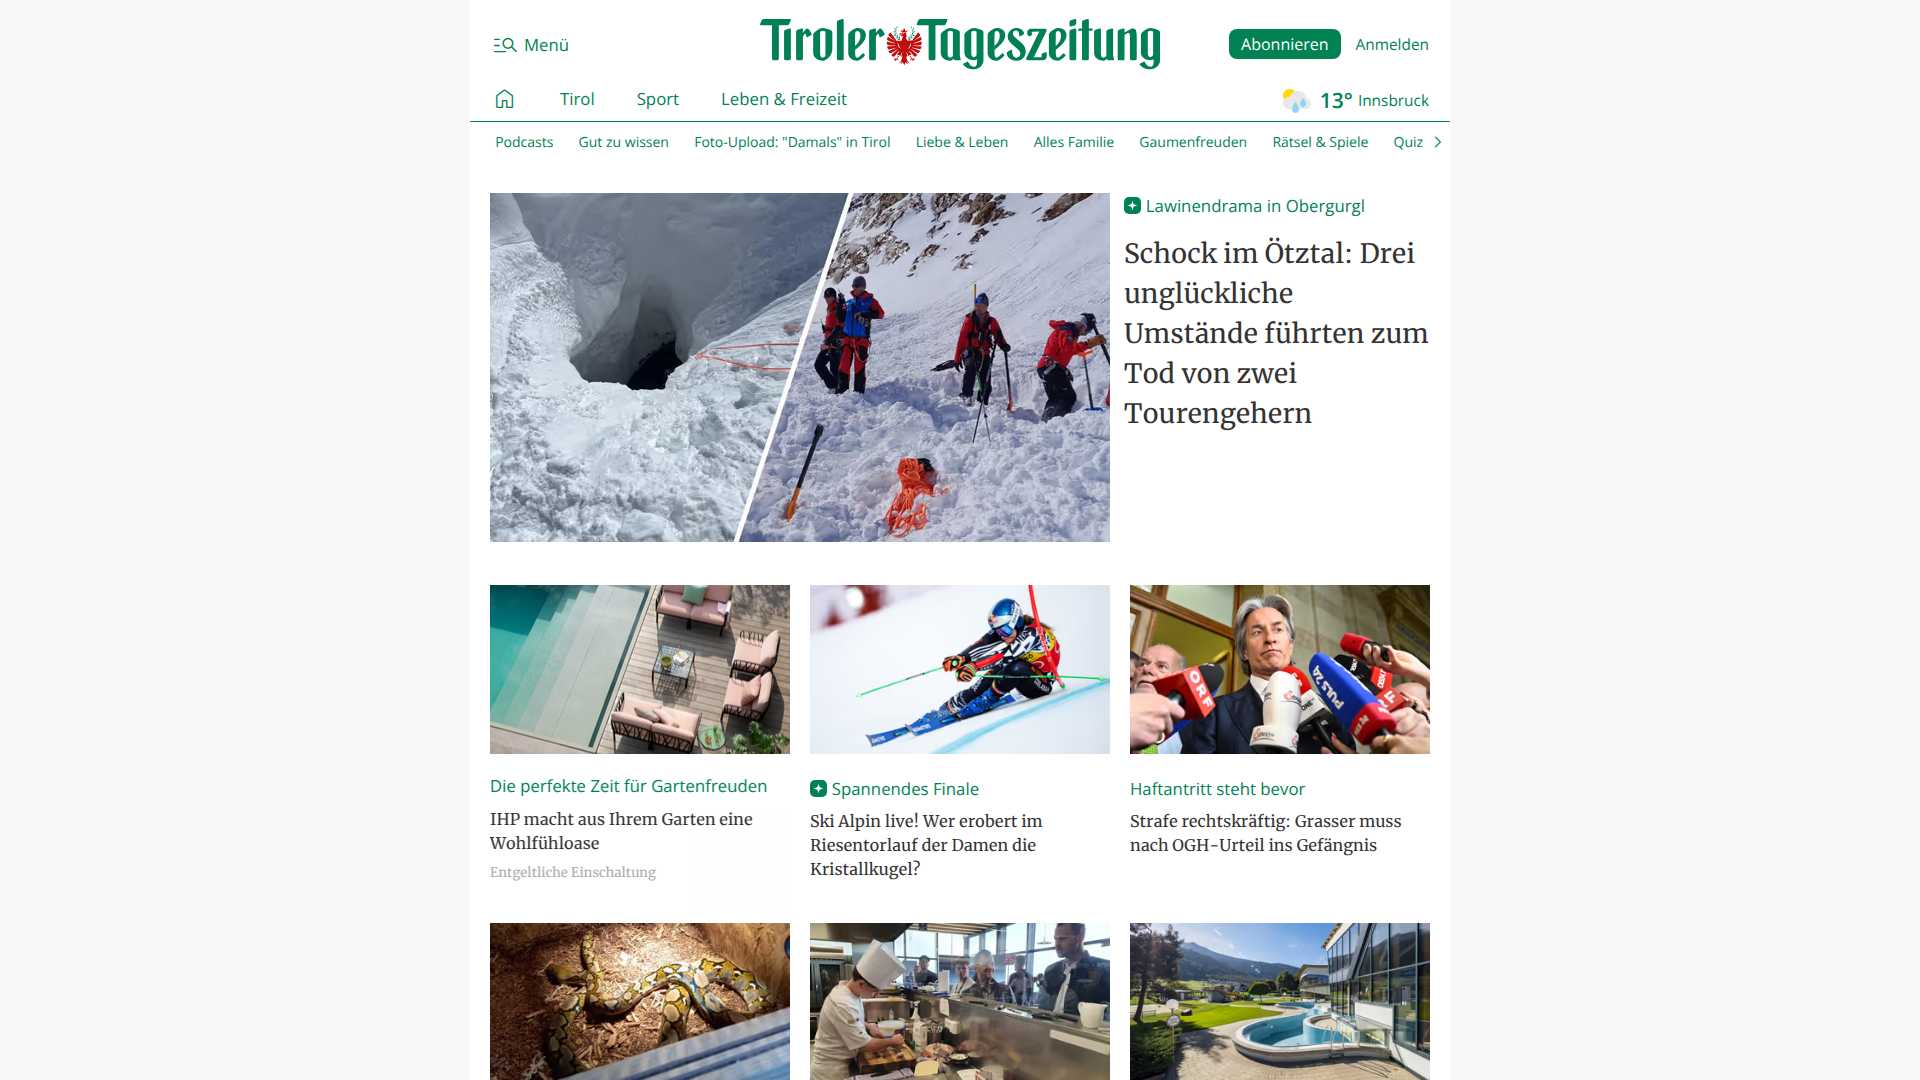 Menü
Tiroler Tageszeitung
Abonnieren
Anmelden
Tirol
Sport
Leben & Freizeit
13° Innsbruck
Podcasts
Gut zu wissen
Foto-Upload: "Damals" in Tirol
Liebe & Leben
Alles Familie
Gaumenfreuden
Rätsel & Spiele
Quiz
Lawinendrama in Obergurgl
Schock im Ötztal: Drei
unglückliche
Umstände führten zum
Tod von zwei
Tourengehern
ORF
PULS 24
Die perfekte Zeit für Gartenfreuden
IHP macht aus Ihrem Garten eine
Wohlfühloase
Entgeltliche Einschaltung
Spannendes Finale
Ski Alpin live! Wer erobert im
Riesentorlauf der Damen die
Kristallkugel?
Haftantritt steht bevor
Strafe rechtskräftig: Grasser muss
nach OGH-Urteil ins Gefängnis